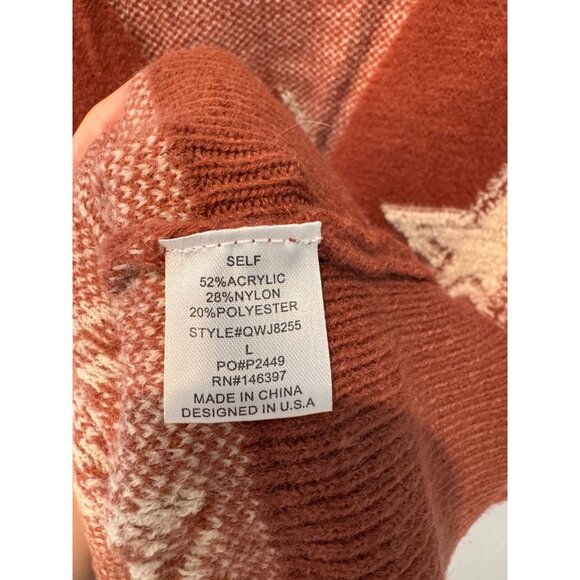 SELF
52%ACRYLIC
28%NYLON
20%POLYESTER
STYLE#QWJ8255
L
PO#P2449
RN#146397
MADE IN CHINA
DESIGNED IN U.S.A